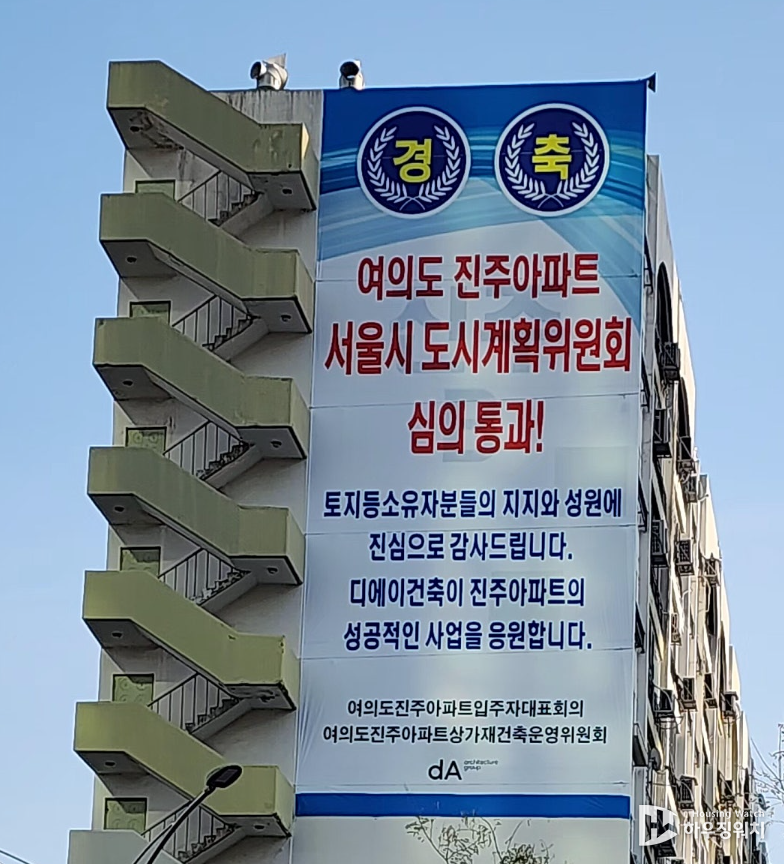 경 축
여의도 진주아파트
서울시 도시계획위원회
심의 통과!
토지등소유자분들의 지지와 성원에
진심으로 감사드립니다.
디에이건축이 진주아파트의
성공적인 사업을 응원합니다.
여의도진주아파트입주자대표회의
여의도진주아파트상가재건축운영위원회
dA architecture
group
Housing Watch
하우징워치